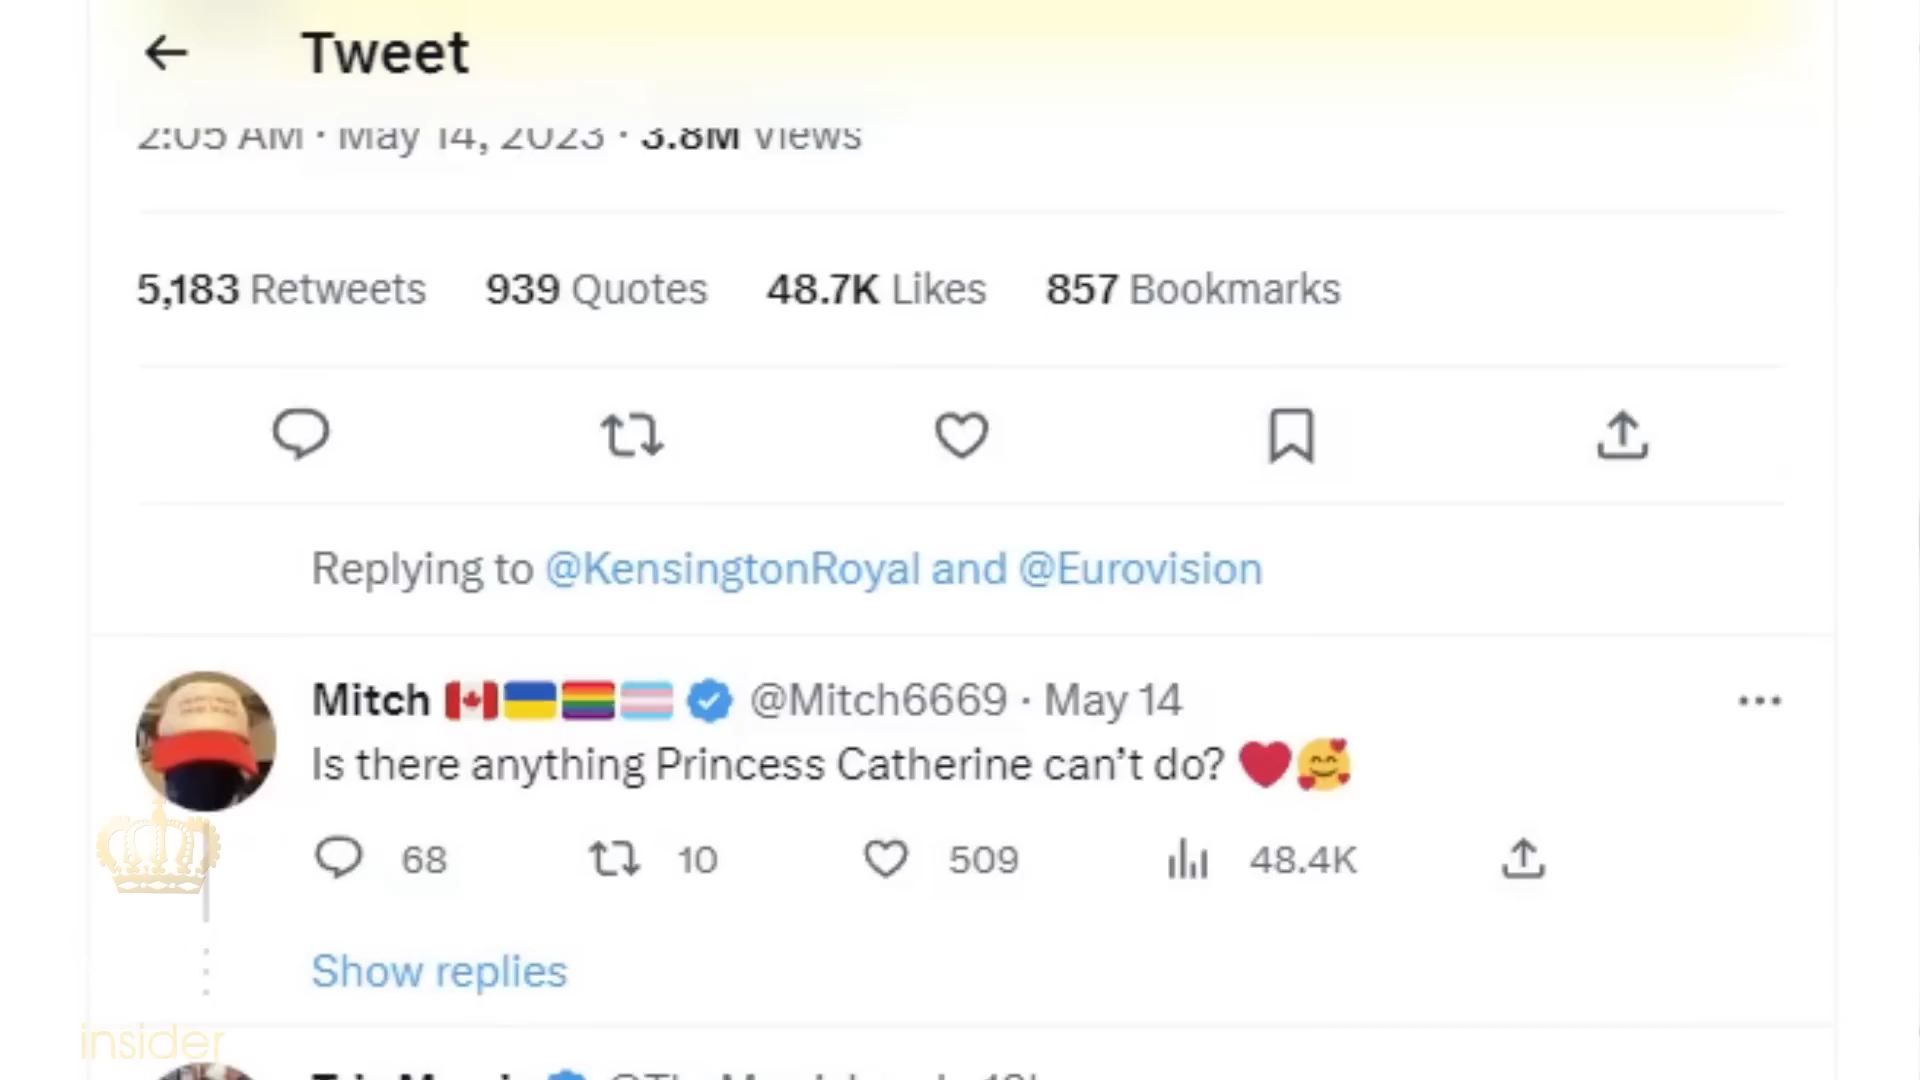 Tweet
2:05 AM · May 14, 2023 · 3.8M Views
5,183 Retweets 939 Quotes 48.7K Likes 857 Bookmarks
Replying to @KensingtonRoyal and @Eurovision
Mitch 🇨🇦🇺🇦🏳️‍🌈🏳️‍⚧️ @Mitch6669 · May 14
Is there anything Princess Catherine can't do? ❤️🥰
68 10 509 48.4K
Show replies
insider